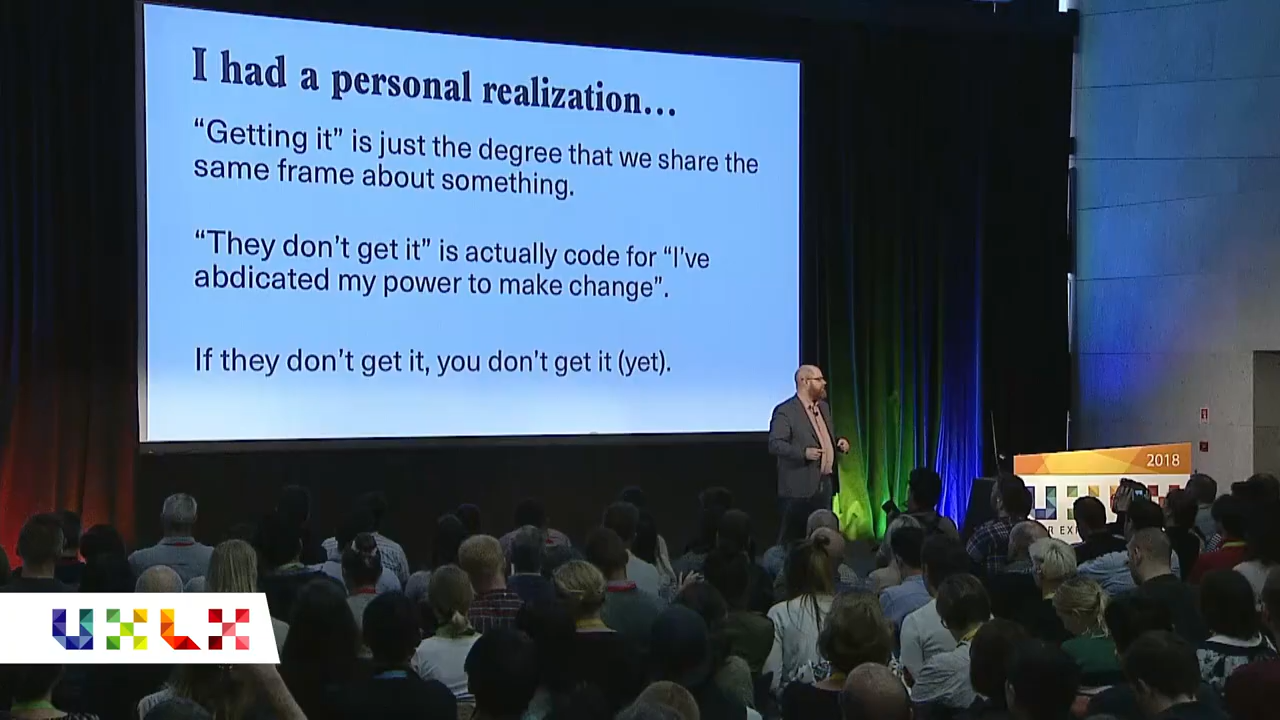 I had a personal realization...
“Getting it” is just the degree that we share the
same frame about something.
“They don’t get it” is actually code for “I’ve
abdicated my power to make change”.
If they don’t get it, you don’t get it (yet).
2018
UXLX